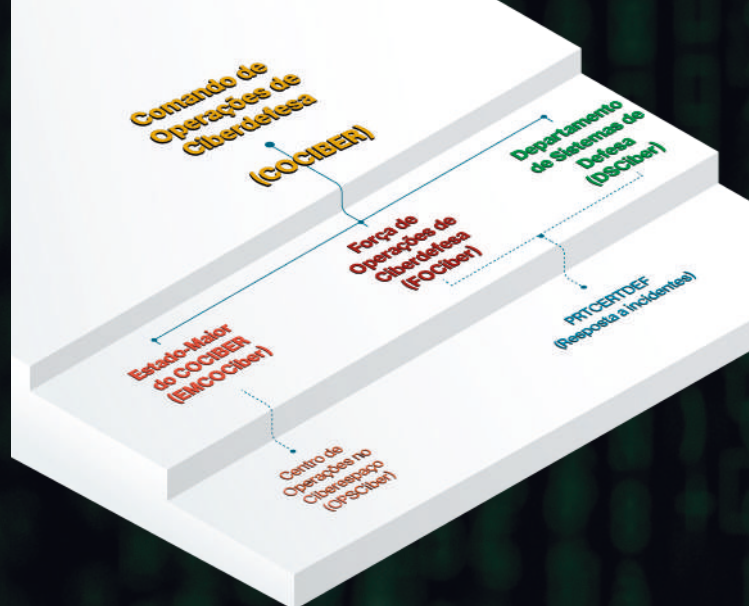 Comando de
Operações de
Ciberdefesa
(COCIBER)
Departamento
de Sistemas de
Defesa
(DSCiber)
Força de
Operações de
Ciberdefesa
(FOCiber)
Estado-Maior
do COCIBER
(EMCOCiber)
PRTCERTDEF
(Resposta a incidentes)
Centro de
Operações no
Ciberespaço
(OPSCiber)